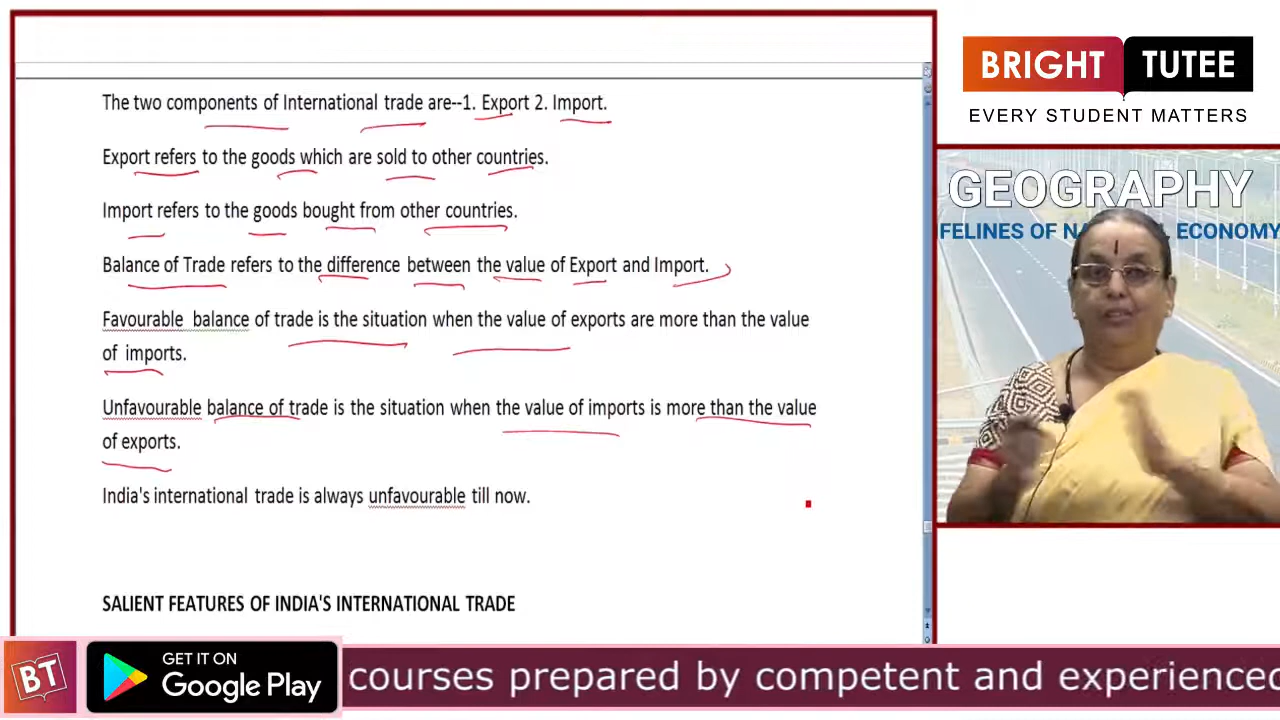 The two components of International trade are--1. Export 2. Import.
Export refers to the goods which are sold to other countries.
Import refers to the goods bought from other countries.
Balance of Trade refers to the difference between the value of Export and Import.
Favourable balance of trade is the situation when the value of exports are more than the value
of imports.
Unfavourable balance of trade is the situation when the value of imports is more than the value
of exports.
India's international trade is always unfavourable till now.
SALIENT FEATURES OF INDIA'S INTERNATIONAL TRADE
BRIGHT TUTEE
EVERY STUDENT MATTERS
GEOGRAPHY
FELINES OF NA ECONOMY
BT
GET IT ON
Google Play
courses prepared by competent and experienced